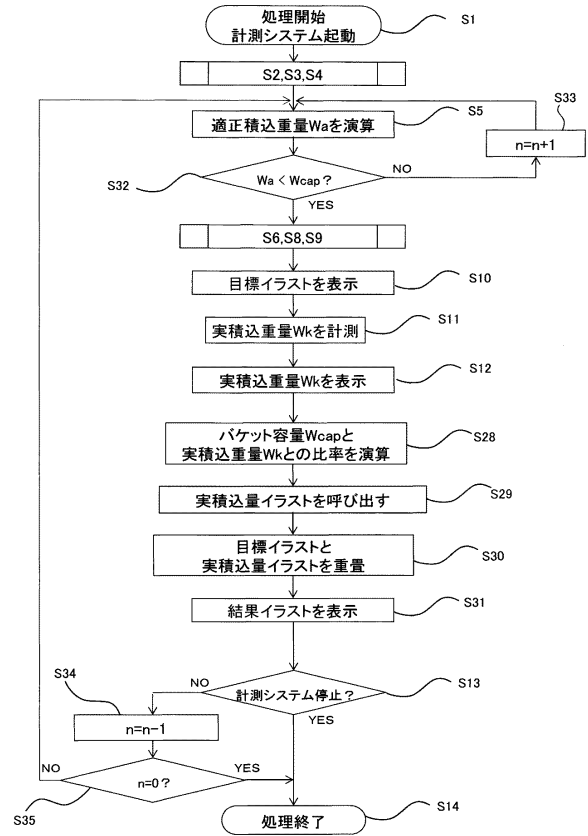 処理開始
計測システム起動
S1
S2,S3,S4
S5
S33
適正積込重量Waを演算
n=n+1
S32
Wa < Wcap?
NO
YES
S6,S8,S9
目標イラストを表示
S10
実積込重量Wkを計測
S11
実積込重量Wkを表示
S12
バケット容量Wcapと
実積込重量Wkとの比率を演算
S28
実積込量イラストを呼び出す
S29
目標イラストと
実積込量イラストを重畳
S30
結果イラストを表示
S31
計測システム停止?
S13
NO
YES
S34
n=n−1
n=0?
NO
YES
S35
処理終了
S14